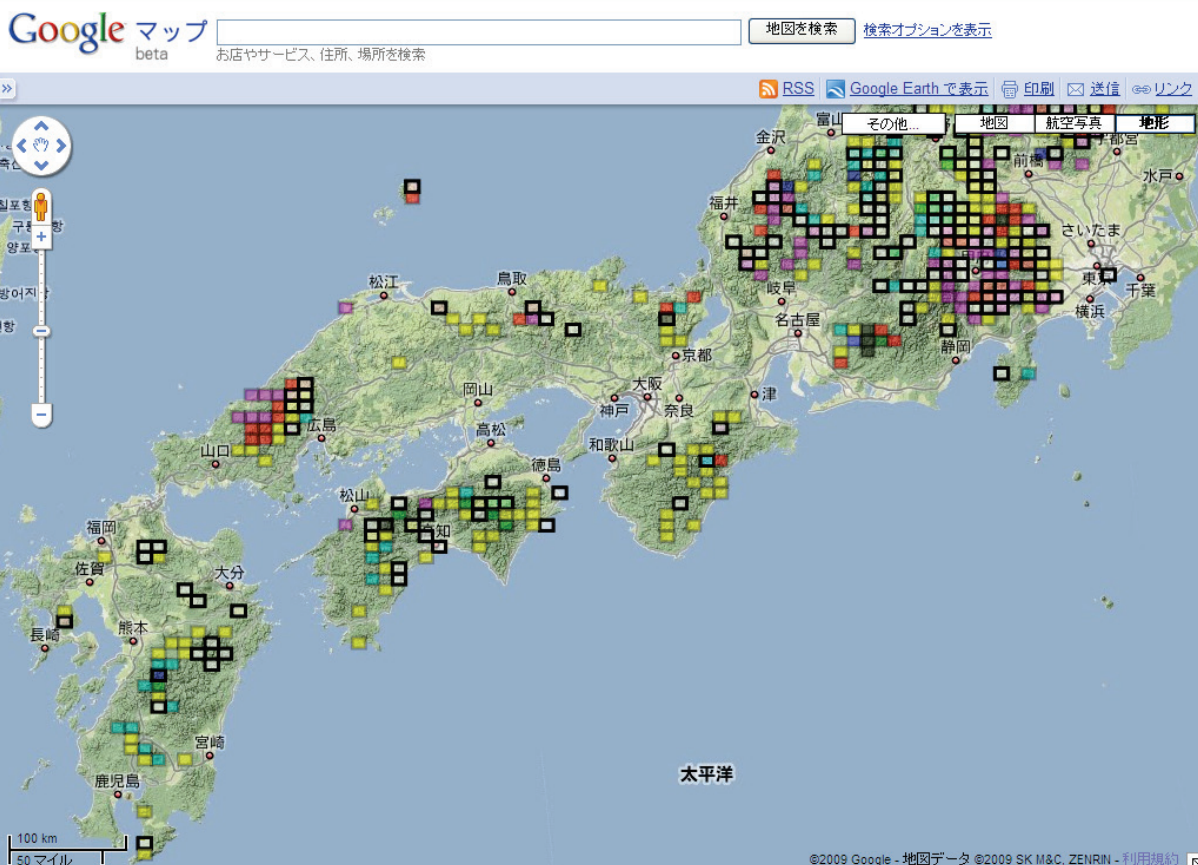 Google マップ
beta
地図を検索
検索オプションを表示
お店やサービス、住所、場所を検索
»
RSS
Google Earth で表示
印刷
送信
リンク
その他...
地図
航空写真
地形
富山
金沢
宇都宮
前橋
水戸
福井
さいたま
岐阜
東京
千葉
横浜
名古屋
静岡
松江
鳥取
京都
大阪
岡山
神戸
奈良
津
広島
高松
和歌山
山口
徳島
松山
高知
福岡
佐賀
大分
長崎
熊本
宮崎
鹿児島
太平洋
100 km
50 マイル
©2009 Google - 地図データ ©2009 SK M&C, ZENRIN - 利用規約